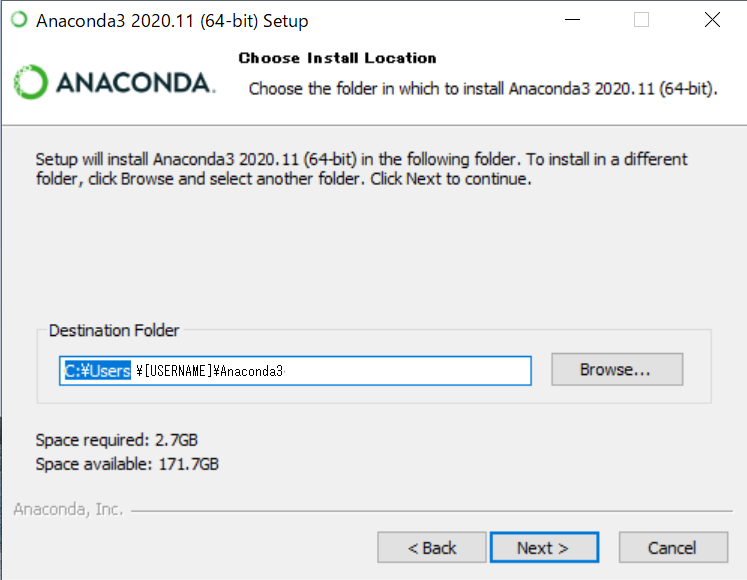 Anaconda3 2020.11 (64-bit) Setup
Choose Install Location
ANACONDA.
Choose the folder in which to install Anaconda3 2020.11 (64-bit).
Setup will install Anaconda3 2020.11 (64-bit) in the following folder. To install in a different
folder, click Browse and select another folder. Click Next to continue.
Destination Folder
C:¥Users ¥[USERNAME]¥Anaconda3
Browse...
Space required: 2.7GB
Space available: 171.7GB
Anaconda, Inc.
< Back
Next >
Cancel